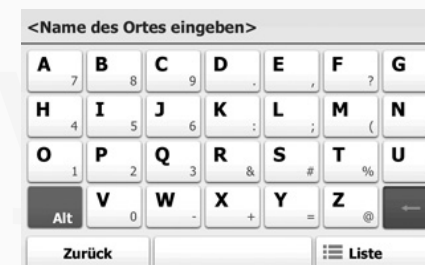 <Name des Ortes eingeben>
A 7 B 8 C 9 D . E , F ? G
H 4 I 5 J 6 K : L ; M ( N
O 1 P 2 Q 3 R & S # T % U
Alt V 0 W - X + Y = Z @ ←
Zurück Liste